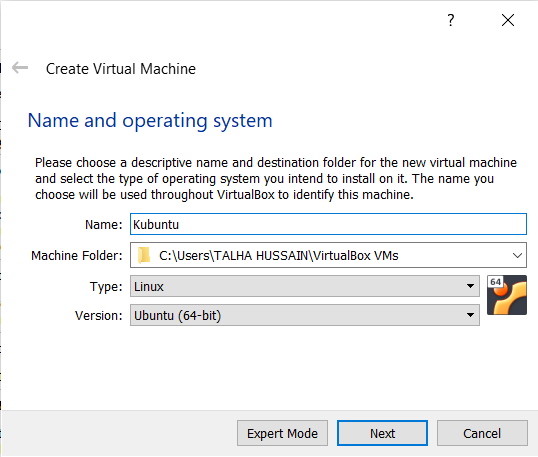 ?
Create Virtual Machine
Name and operating system
Please choose a descriptive name and destination folder for the new virtual machine
and select the type of operating system you intend to install on it. The name you
choose will be used throughout VirtualBox to identify this machine.
Name: Kubuntu
Machine Folder: C:\Users\TALHA HUSSAIN\VirtualBox VMs
Type: Linux
64
Version: Ubuntu (64-bit)
Expert Mode Next Cancel